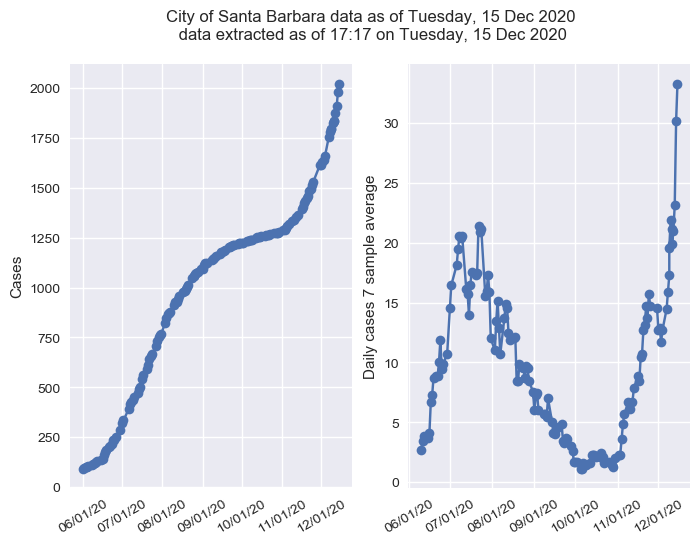 City of Santa Barbara data as of Tuesday, 15 Dec 2020
data extracted as of 17:17 on Tuesday, 15 Dec 2020
Cases
2000
1750
1500
1250
1000
750
500
250
0
06/01/20 07/01/20 08/01/20 09/01/20 10/01/20 11/01/20 12/01/20
Daily cases 7 sample average
30
25
20
15
10
5
0
06/01/20 07/01/20 08/01/20 09/01/20 10/01/20 11/01/20 12/01/20